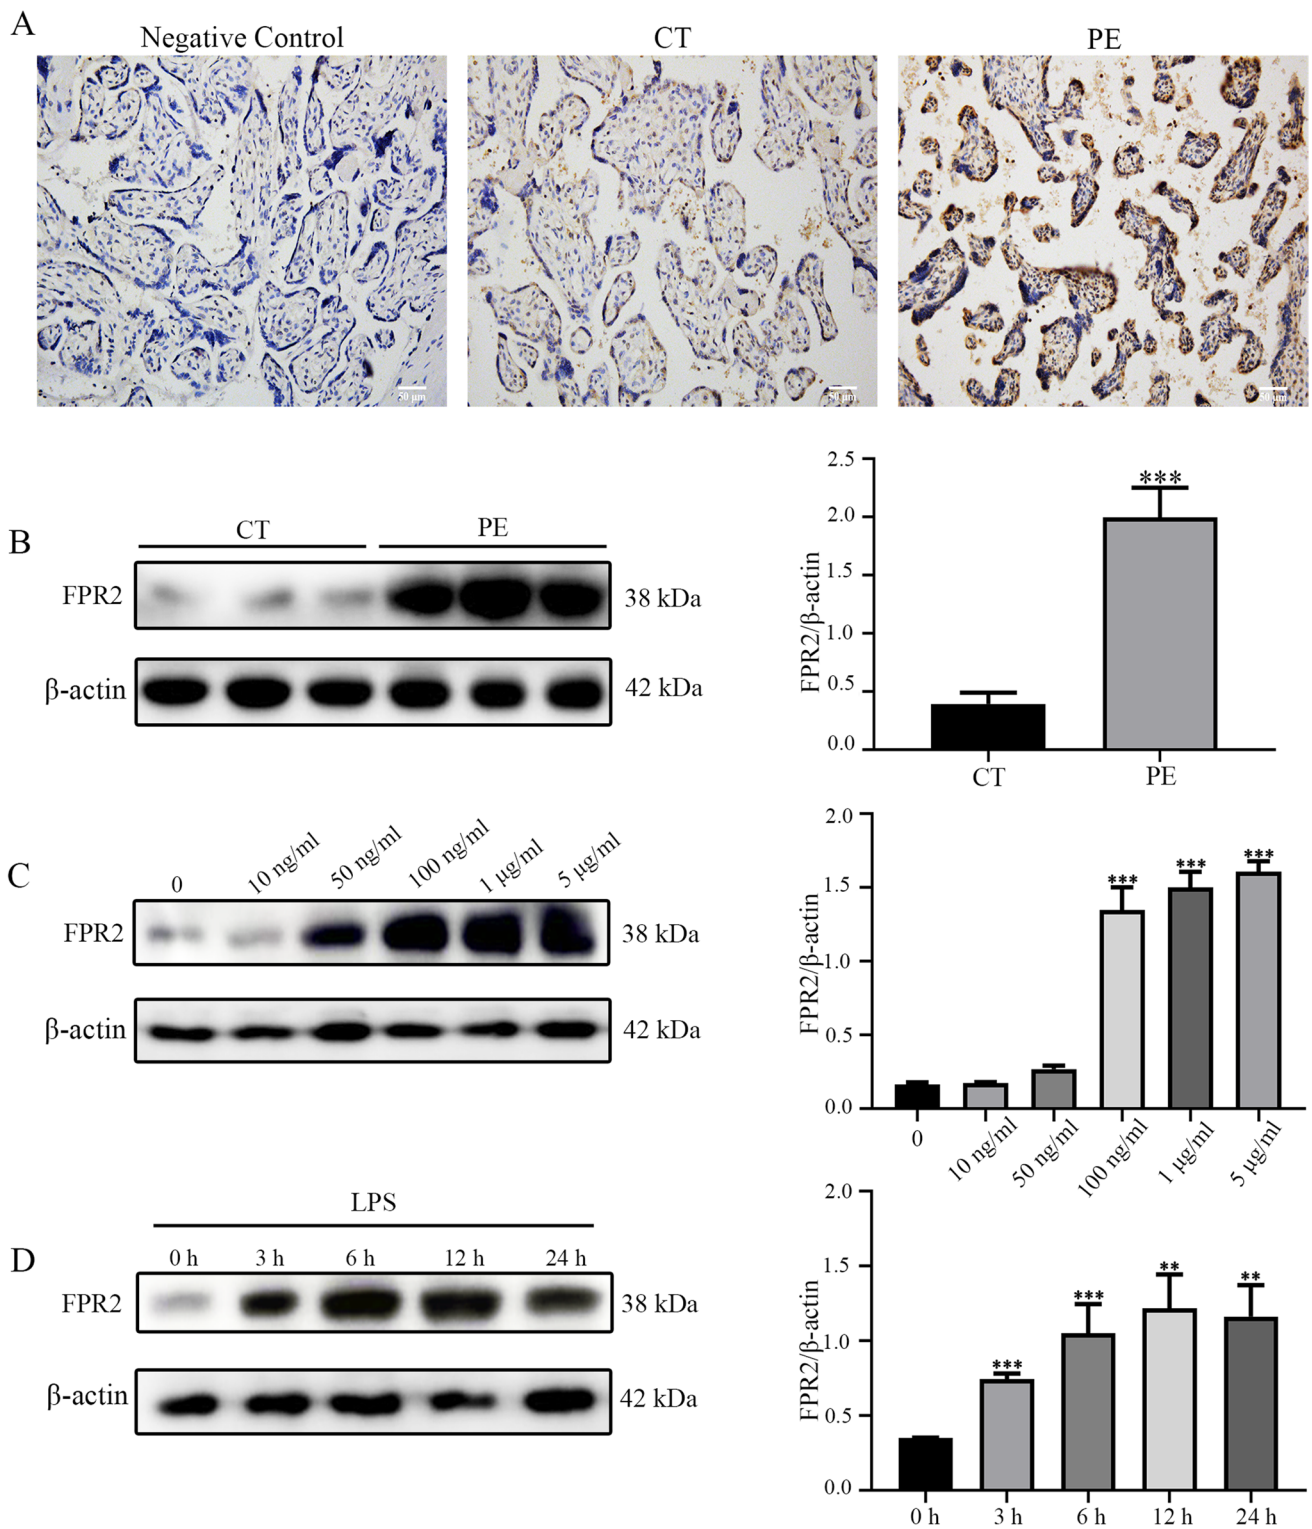 A
Negative Control CT PE
50 μm 50 μm 50 μm
B
CT PE
FPR2 38 kDa
β-actin 42 kDa
FPR2/β-actin
2.5
2.0
1.5
1.0
0.5
0.0
***
CT PE
C
0 10 ng/ml 50 ng/ml 100 ng/ml 1 μg/ml 5 μg/ml
FPR2 38 kDa
β-actin 42 kDa
FPR2/β-actin
2.0
1.5
1.0
0.5
0.0
*** *** ***
0 10 ng/ml 50 ng/ml 100 ng/ml 1 μg/ml 5 μg/ml
D
LPS
0 h 3 h 6 h 12 h 24 h
FPR2 38 kDa
β-actin 42 kDa
FPR2/β-actin
2.0
1.5
1.0
0.5
0.0
*** *** ** **
0 h 3 h 6 h 12 h 24 h